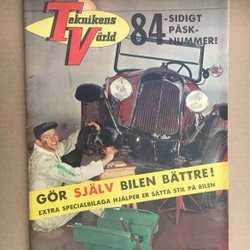 Teknikens
Värld
84-SIDIGT
PÅSK-
NUMMER!
GÖR SJÄLV BILEN BÄTTRE!
EXTRA SPECIALBILAGA HJÄLPER ER SÄTTA STIL PÅ BILEN